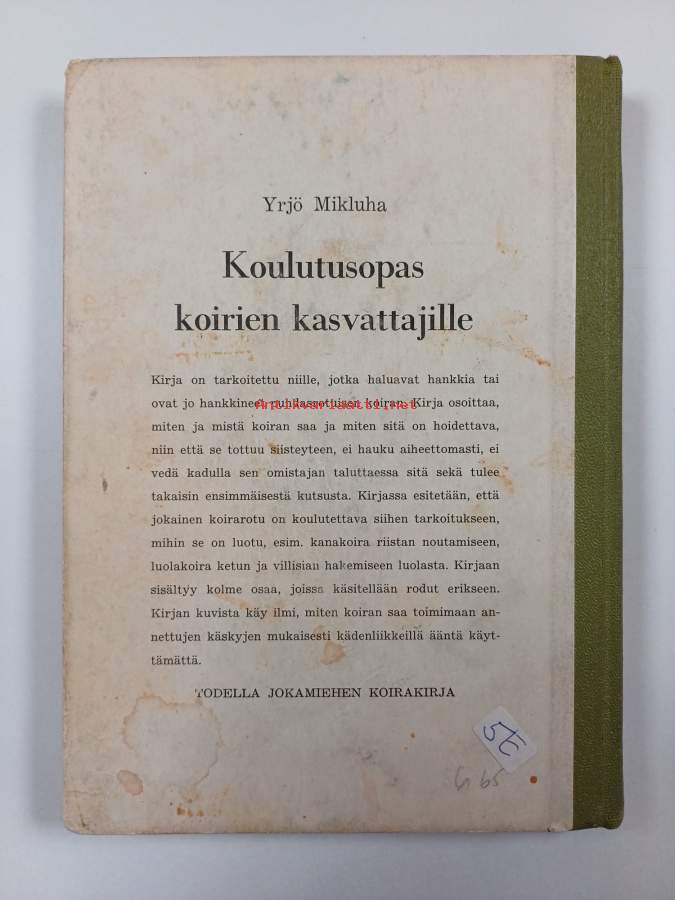 Yrjö Mikluha
Koulutusopas
koirien kasvattajille
Kirja on tarkoitettu niille, jotka haluavat hankkia tai
ovat jo hankkineet puhdasrotuisen koiran. Kirja osoittaa,
Antikvariaatti.net
miten ja mistä koiran saa ja miten sitä on hoidettava,
niin että se tottuu siisteyteen, ei hauku aiheettomasti, ei
vedä kadulla sen omistajan taluttaessa sitä sekä tulee
takaisin ensimmäisestä kutsusta. Kirjassa esitetään, että
jokainen koirarotu on koulutettava siihen tarkoitukseen,
mihin se on luotu, esim. kanakoira riistan noutamiseen,
luolakoira ketun ja villisian hakemiseen luolasta. Kirjaan
sisältyy kolme osaa, joissa käsitellään rodut erikseen.
Kirjan kuvista käy ilmi, miten koiran saa toimimaan an-
nettujen käskyjen mukaisesti kädenliikkeillä ääntä käyt-
tämättä.
TODELLA JOKAMIEHEN KOIRAKIRJA
5€